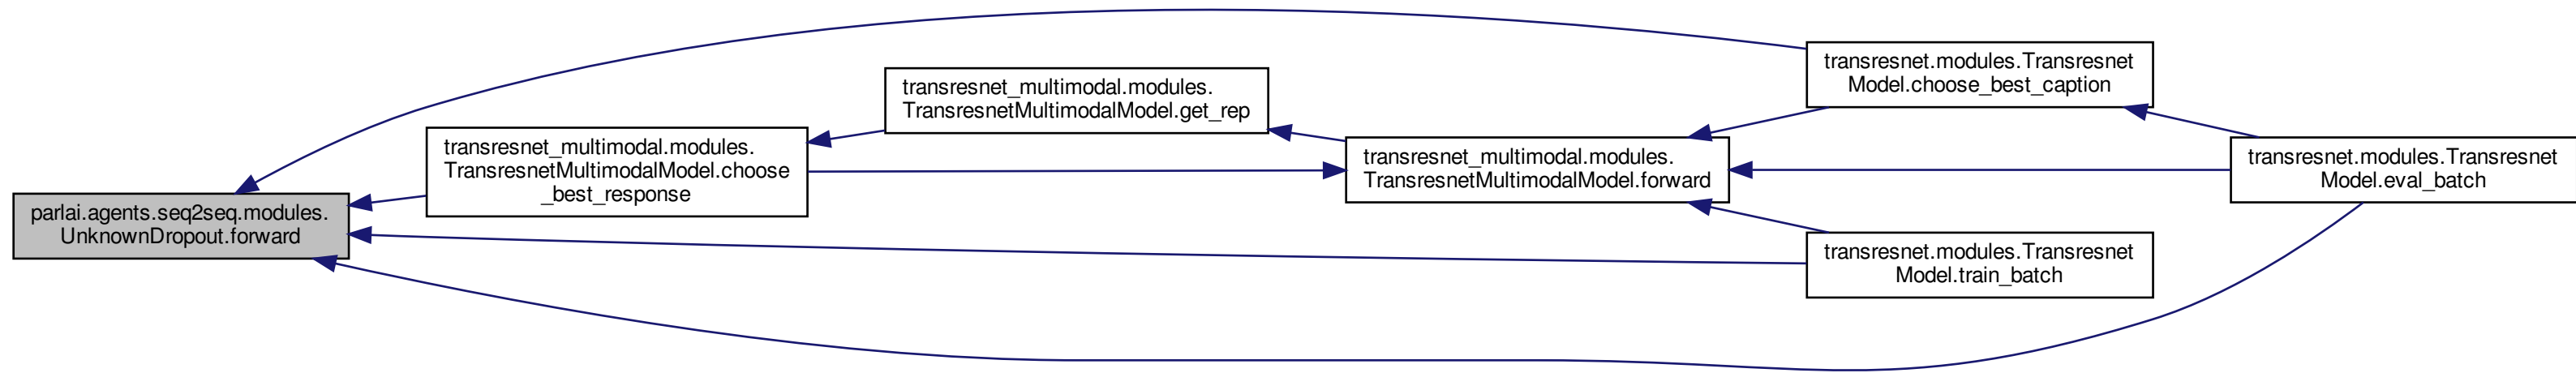 parlai.agents.seq2seq.modules.
UnknownDropout.forward
transresnet_multimodal.modules.
TransresnetMultimodalModel.choose
_best_response
transresnet_multimodal.modules.
TransresnetMultimodalModel.get_rep
transresnet_multimodal.modules.
TransresnetMultimodalModel.forward
transresnet.modules.Transresnet
Model.choose_best_caption
transresnet.modules.Transresnet
Model.train_batch
transresnet.modules.Transresnet
Model.eval_batch